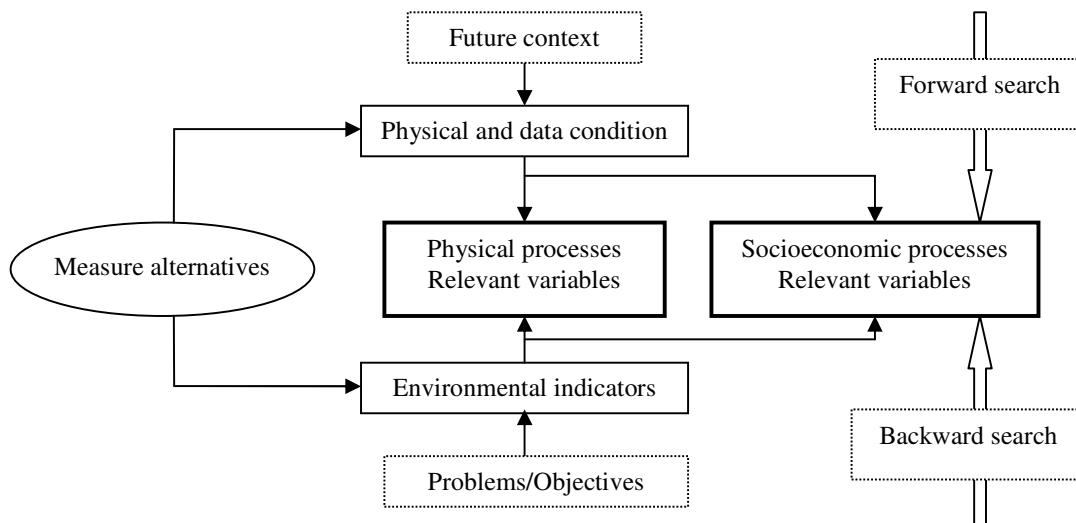 Future context
Forward search
Physical and data condition
Measure alternatives
Physical processes
Relevant variables
Socioeconomic processes
Relevant variables
Environmental indicators
Backward search
Problems/Objectives